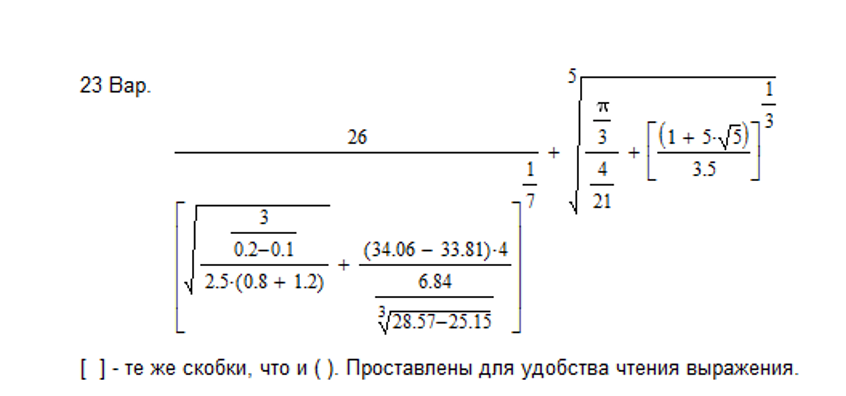 23 Вар.
26 / [√((3/(0.2−0.1))/(2.5·(0.8 + 1.2))) + ((34.06 − 33.81)·4)/(6.84/∛(28.57−25.15))]^(1/7) + ⁵√((π/3)/(4/21) + [(1 + 5·√5)/3.5]^(1/3))
[ ] - те же скобки, что и ( ). Проставлены для удобства чтения выражения.